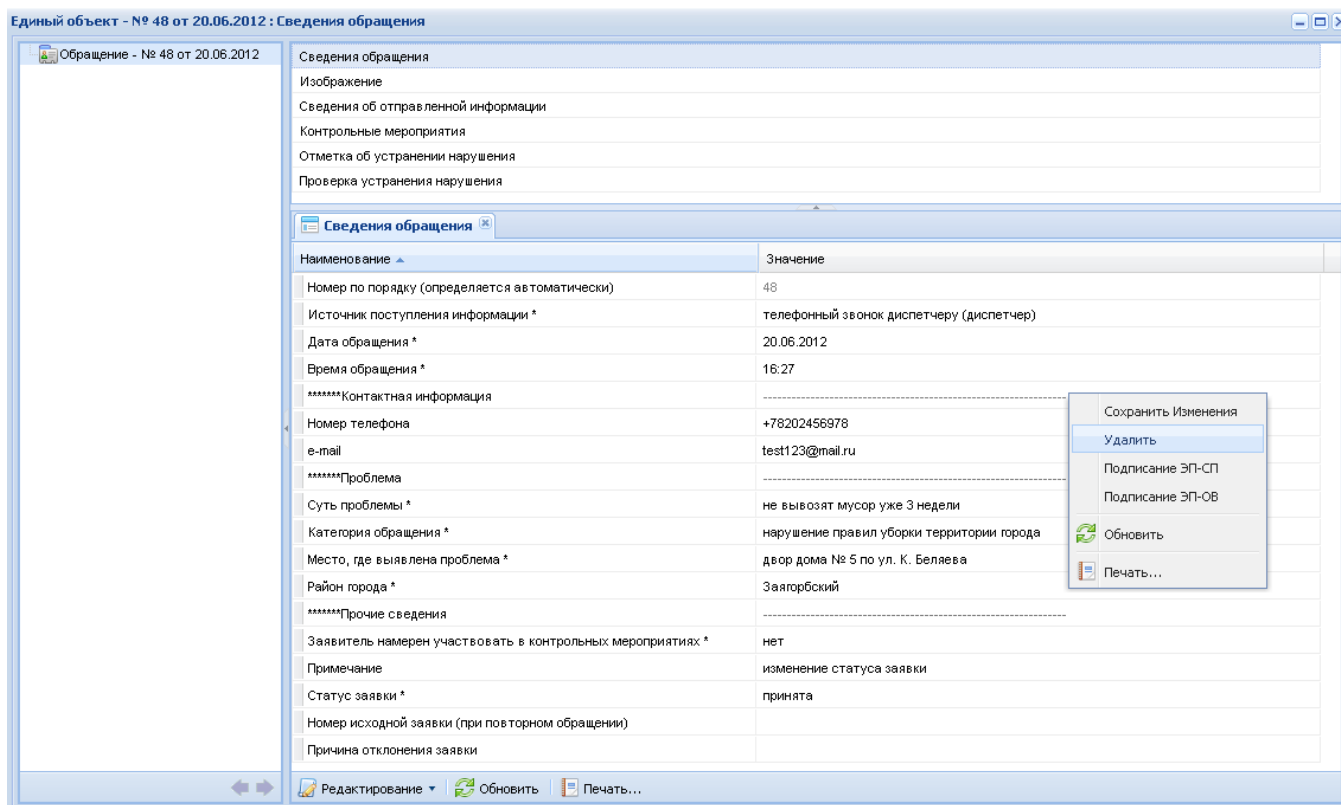 Единый объект - № 48 от 20.06.2012 : Сведения обращения
Обращение - № 48 от 20.06.2012
Сведения обращения
Изображение
Сведения об отправленной информации
Контрольные мероприятия
Отметка об устранении нарушения
Проверка устранения нарушения
Сведения обращения
Наименование Значение
Номер по порядку (определяется автоматически) 48
Источник поступления информации * телефонный звонок диспетчеру (диспетчер)
Дата обращения * 20.06.2012
Время обращения * 16:27
*******Контактная информация ----------------------------------------------------------------------------
Номер телефона +78202456978
e-mail test123@mail.ru
*******Проблема ----------------------------------------------------------------------------
Суть проблемы * не вывозят мусор уже 3 недели
Категория обращения * нарушение правил уборки территории города
Место, где выявлена проблема * двор дома № 5 по ул. К. Беляева
Район города * Заягорбский
*******Прочие сведения ----------------------------------------------------------------------------
Заявитель намерен участвовать в контрольных мероприятиях * нет
Примечание изменение статуса заявки
Статус заявки * принята
Номер исходной заявки (при повторном обращении)
Причина отклонения заявки
Сохранить Изменения
Удалить
Подписание ЭП-СП
Подписание ЭП-ОВ
Обновить
Печать...
Редактирование Обновить Печать...